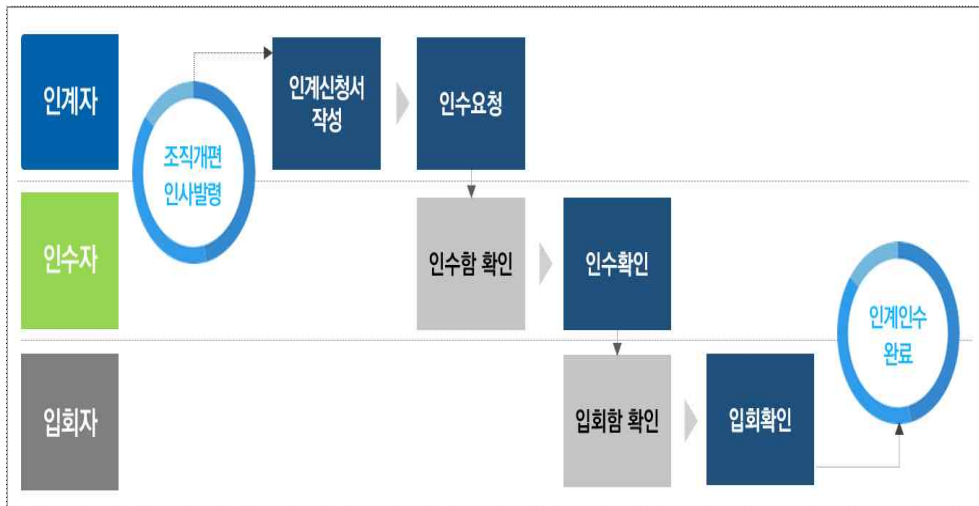 인계자
조직개편
인사발령
인계신청서
작성
인수요청
인수자
인수함 확인
인수확인
인계인수
완료
입회자
입회함 확인
입회확인